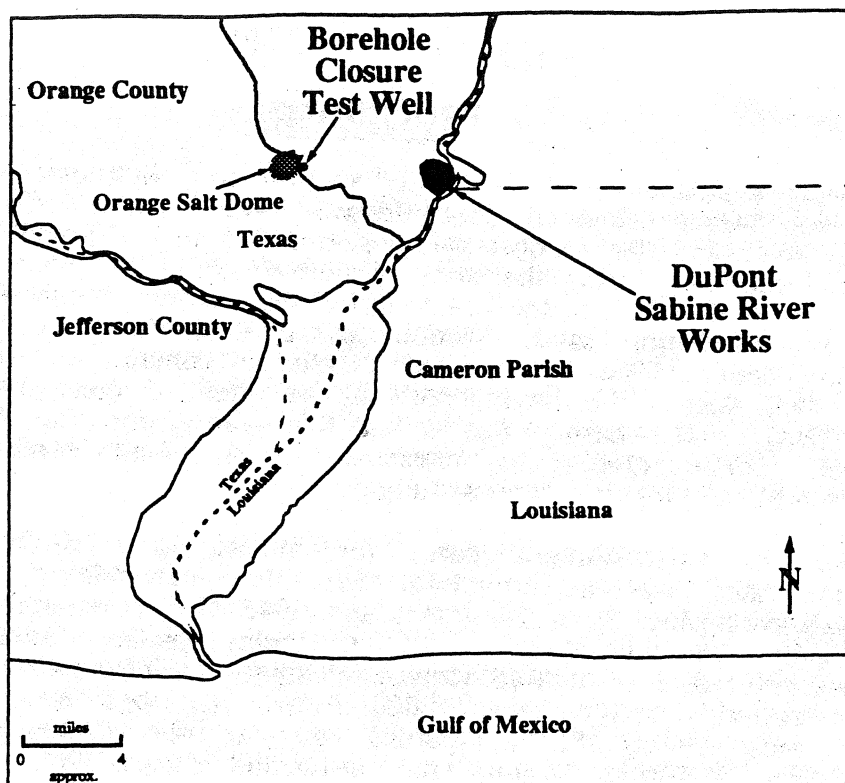 Borehole
Closure
Test Well
Orange County
Orange Salt Dome
Texas
DuPont
Sabine River
Works
Jefferson County
Cameron Parish
Texas
Louisiana
Louisiana
N
miles
0 4
approx.
Gulf of Mexico